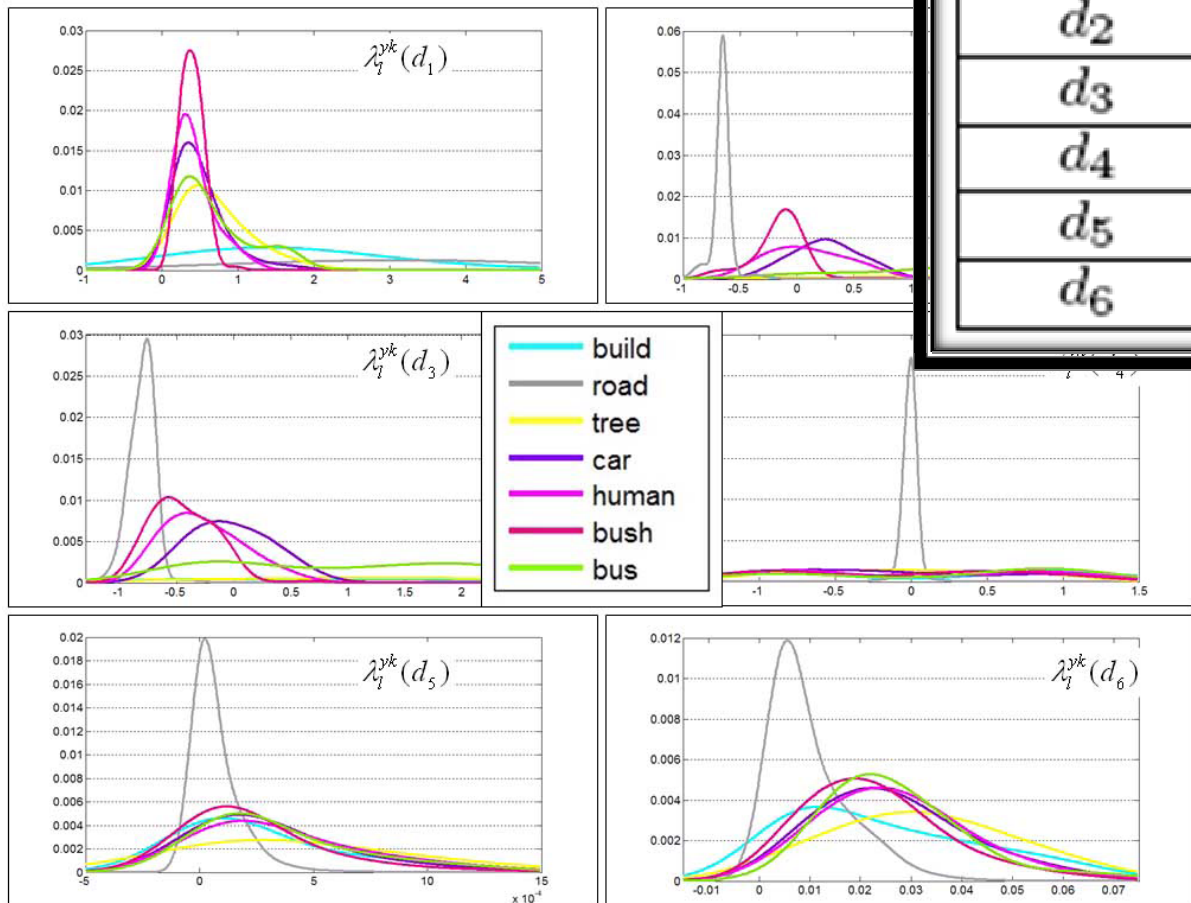 λ_l^{yk}(d_1)
0.03
0.025
0.02
0.015
0.01
0.005
0
-1 0 1 2 3 4 5
0.06
0.05
0.04
0.03
0.02
0.01
0
-1 -0.5 0 0.5 1
d_2
d_3
d_4
d_5
d_6
λ_l^{yk}(d_3)
0.03
0.025
0.02
0.015
0.01
0.005
0
-1 -0.5 0 0.5 1 1.5 2
build
road
tree
car
human
bush
bus
-1 -0.5 0 0.5 1 1.5
λ_l^{yk}(d_5)
0.02
0.018
0.016
0.014
0.012
0.01
0.008
0.006
0.004
0.002
0
-5 0 5 10 15
x 10^{-4}
λ_l^{yk}(d_6)
0.012
0.01
0.008
0.006
0.004
0.002
0
-0.01 0 0.01 0.02 0.03 0.04 0.05 0.06 0.07